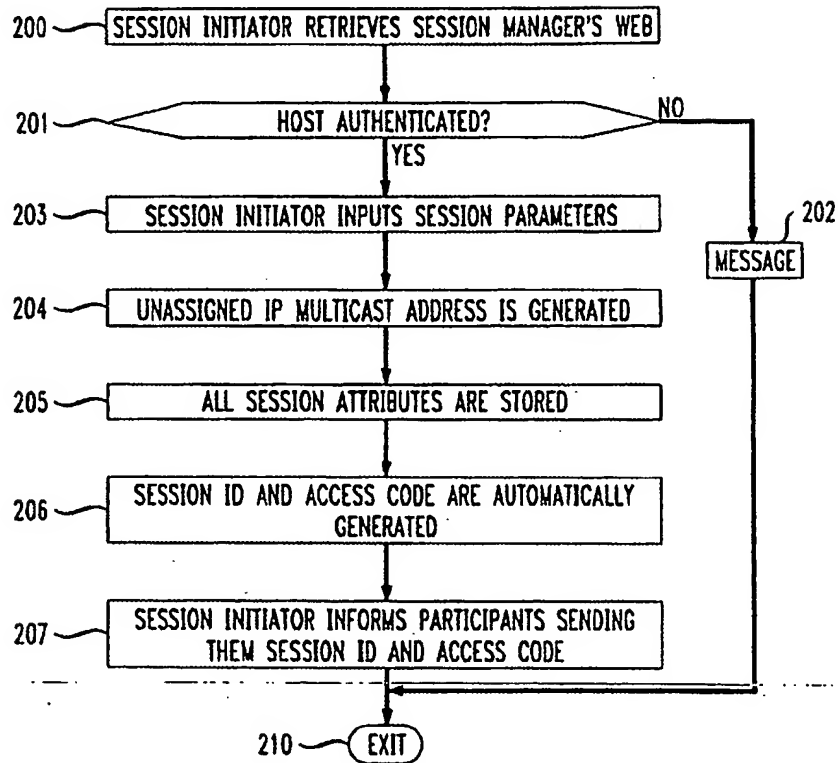 200 SESSION INITIATOR RETRIEVES SESSION MANAGER'S WEB
201 HOST AUTHENTICATED? NO
YES
203 SESSION INITIATOR INPUTS SESSION PARAMETERS
202
MESSAGE
204 UNASSIGNED IP MULTICAST ADDRESS IS GENERATED
205 ALL SESSION ATTRIBUTES ARE STORED
206 SESSION ID AND ACCESS CODE ARE AUTOMATICALLY
GENERATED
207 SESSION INITIATOR INFORMS PARTICIPANTS SENDING
THEM SESSION ID AND ACCESS CODE
210 EXIT